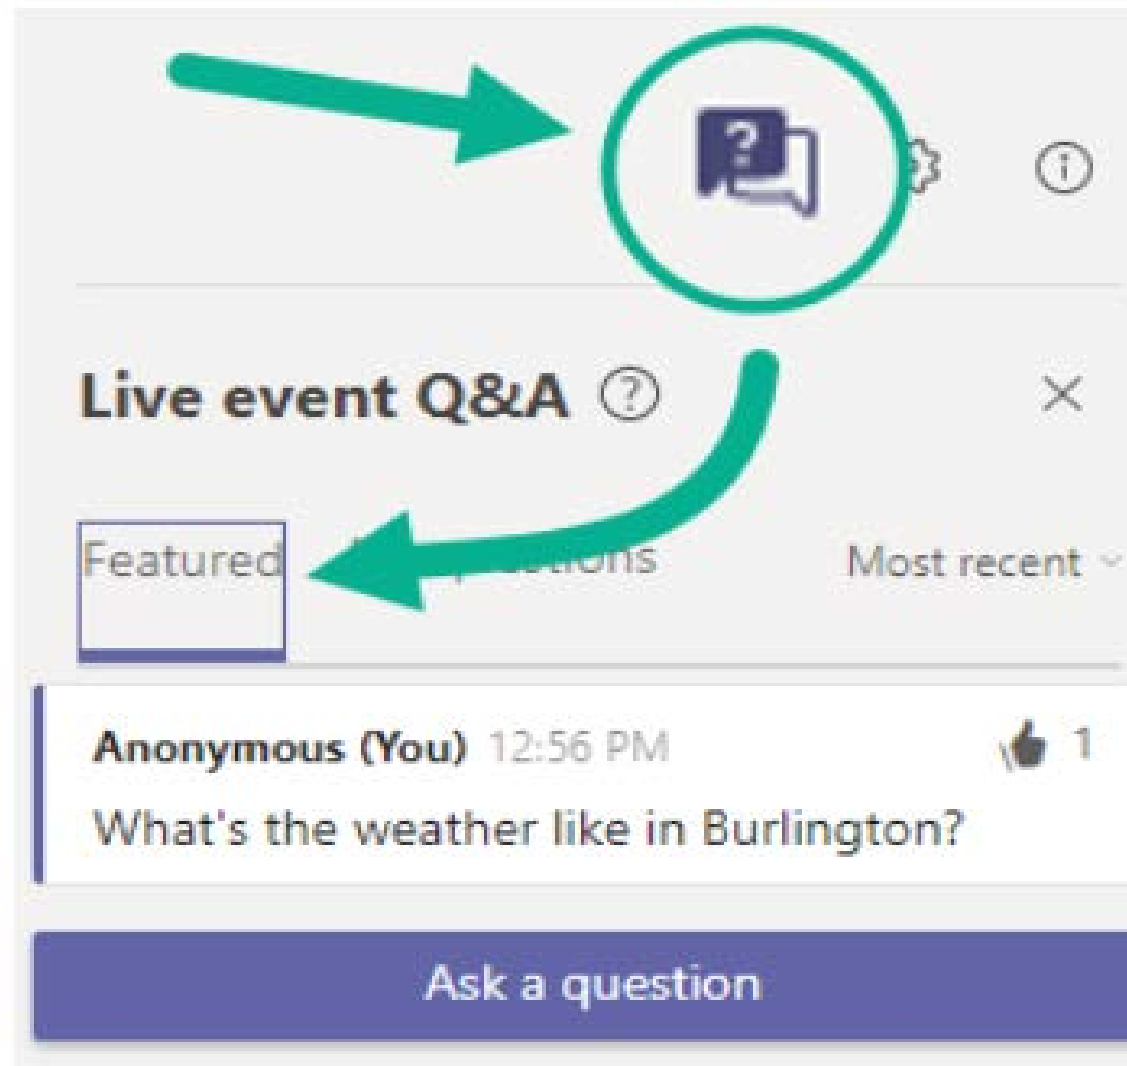 Live event Q&A
Featured
Most recent
Anonymous (You) 12:56 PM
1
What's the weather like in Burlington?
Ask a question